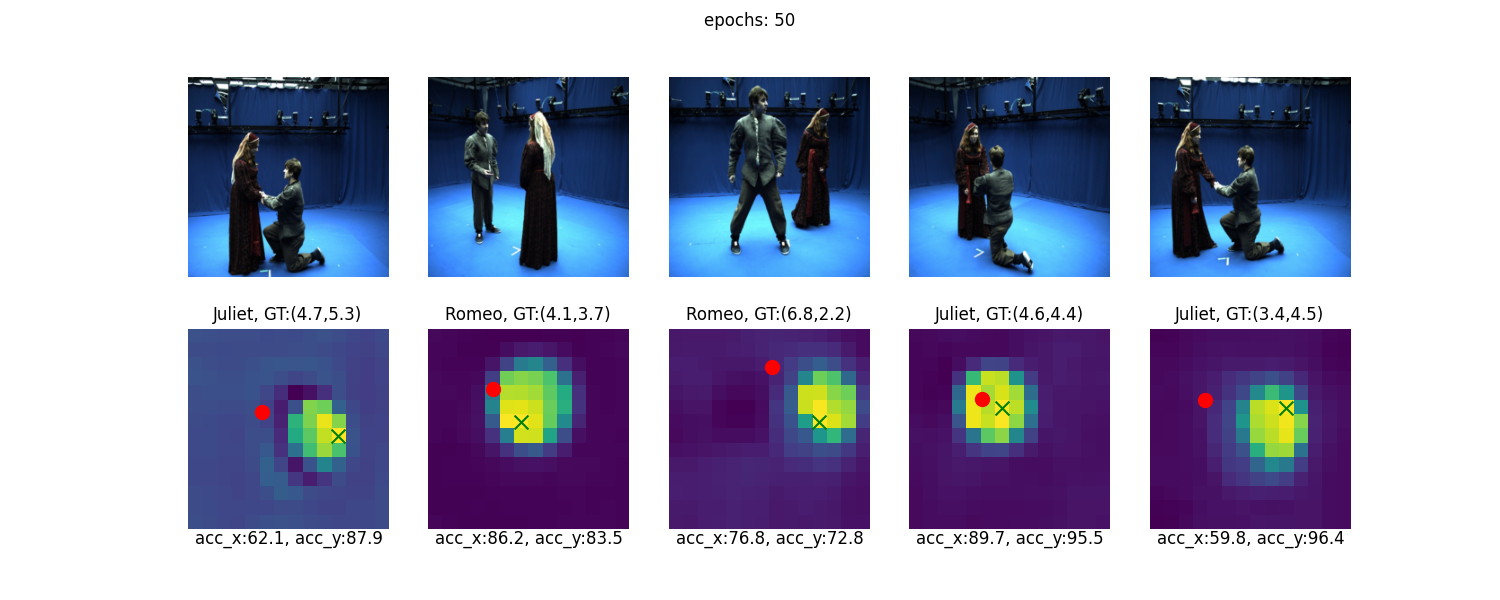 epochs: 50
Juliet, GT:(4.7,5.3)
Romeo, GT:(4.1,3.7)
Romeo, GT:(6.8,2.2)
Juliet, GT:(4.6,4.4)
Juliet, GT:(3.4,4.5)
acc_x:62.1, acc_y:87.9
acc_x:86.2, acc_y:83.5
acc_x:76.8, acc_y:72.8
acc_x:89.7, acc_y:95.5
acc_x:59.8, acc_y:96.4